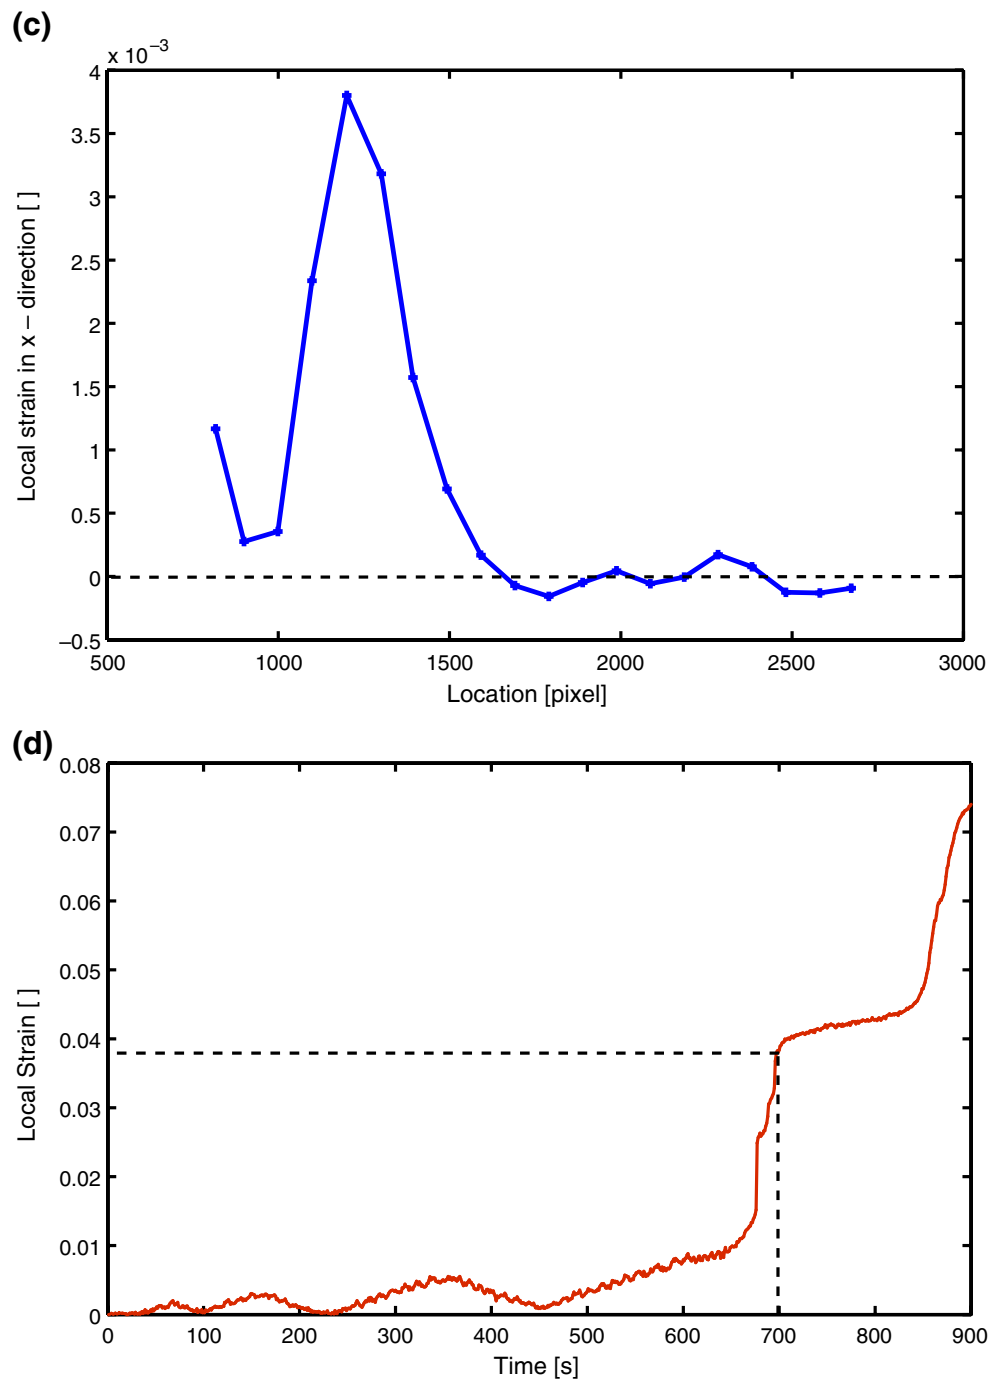 (c)
x 10⁻³
4
3.5
3
2.5
2
1.5
1
0.5
0
−0.5
500 1000 1500 2000 2500 3000
Local strain in x – direction [ ]
Location [pixel]
(d)
0.08
0.07
0.06
0.05
0.04
0.03
0.02
0.01
0
0 100 200 300 400 500 600 700 800 900
Local Strain [ ]
Time [s]